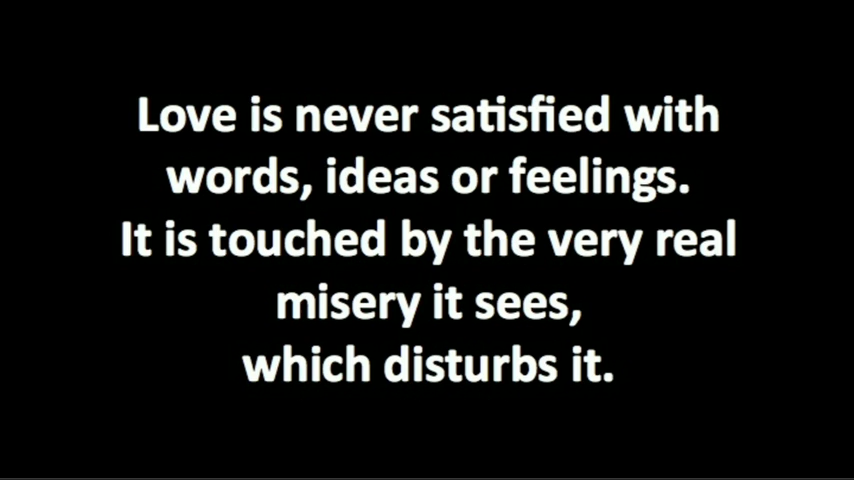 Love is never satisfied with
words, ideas or feelings.
It is touched by the very real
misery it sees,
which disturbs it.